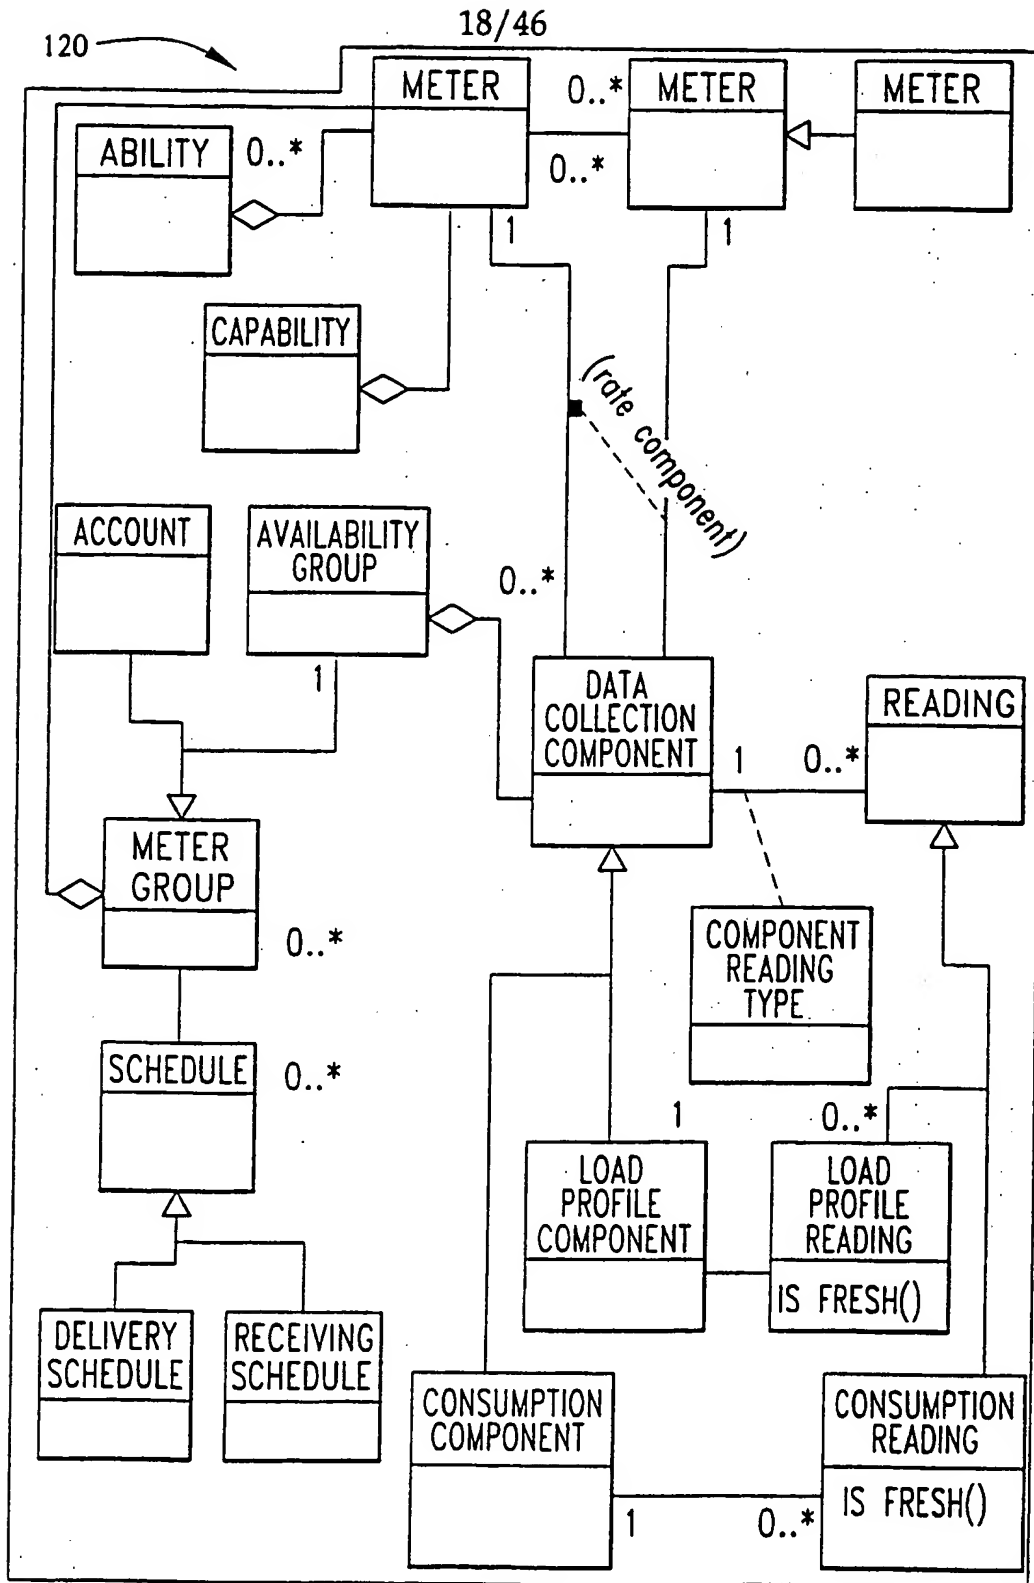 18/46
120
METER
0..*
METER
METER
ABILITY
0..*
0..*
1
1
CAPABILITY
(rate component)
ACCOUNT
AVAILABILITY
GROUP
0..*
1
DATA
COLLECTION
COMPONENT
READING
1
0..*
METER
GROUP
0..*
COMPONENT
READING
TYPE
SCHEDULE
0..*
1
0..*
LOAD
PROFILE
COMPONENT
LOAD
PROFILE
READING
IS FRESH()
DELIVERY
SCHEDULE
RECEIVING
SCHEDULE
CONSUMPTION
COMPONENT
CONSUMPTION
READING
IS FRESH()
1
0..*